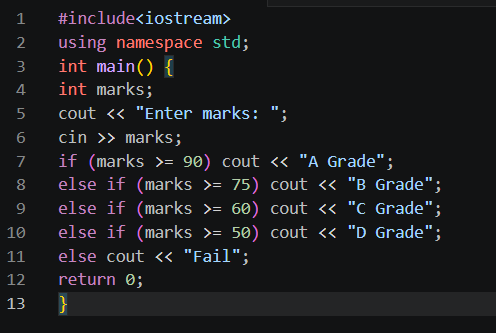 1 #include<iostream>
2 using namespace std;
3 int main() {
4 int marks;
5 cout << "Enter marks: ";
6 cin >> marks;
7 if (marks >= 90) cout << "A Grade";
8 else if (marks >= 75) cout << "B Grade";
9 else if (marks >= 60) cout << "C Grade";
10 else if (marks >= 50) cout << "D Grade";
11 else cout << "Fail";
12 return 0;
13 }